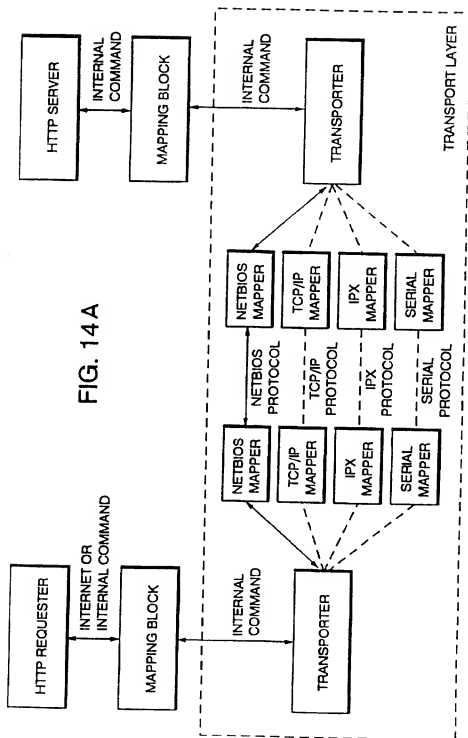 FIG. 14 A
HTTP REQUESTER
INTERNET OR
INTERNAL COMMAND
MAPPING BLOCK
INTERNAL
COMMAND
TRANSPORTER
HTTP SERVER
INTERNAL
COMMAND
MAPPING BLOCK
INTERNAL
COMMAND
TRANSPORTER
NETBIOS
MAPPER
NETBIOS
PROTOCOL
NETBIOS
MAPPER
TCP/IP
MAPPER
TCP/IP
PROTOCOL
TCP/IP
MAPPER
IPX
MAPPER
IPX
PROTOCOL
IPX
MAPPER
SERIAL
MAPPER
SERIAL
PROTOCOL
SERIAL
MAPPER
TRANSPORT LAYER